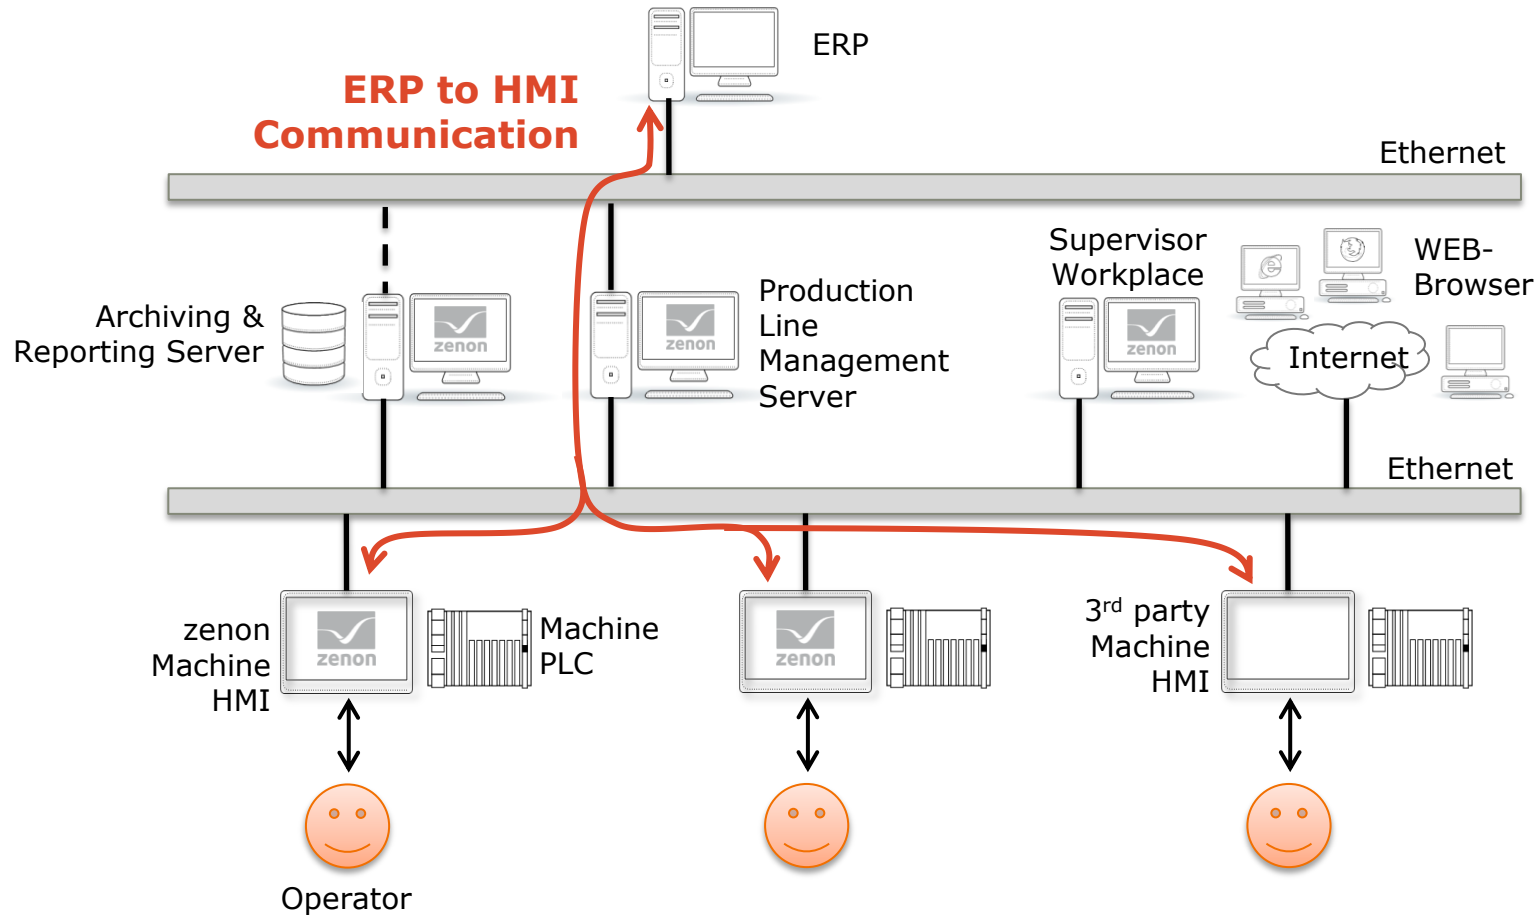 ERP
ERP to HMI
Communication
Ethernet
Supervisor
Workplace
WEB-
Browser
Production
Line
Management
Server
Archiving &
Reporting Server
zenon
zenon
zenon
Internet
Ethernet
zenon
Machine
HMI
zenon
Machine
PLC
zenon
3rd party
Machine
HMI
Operator